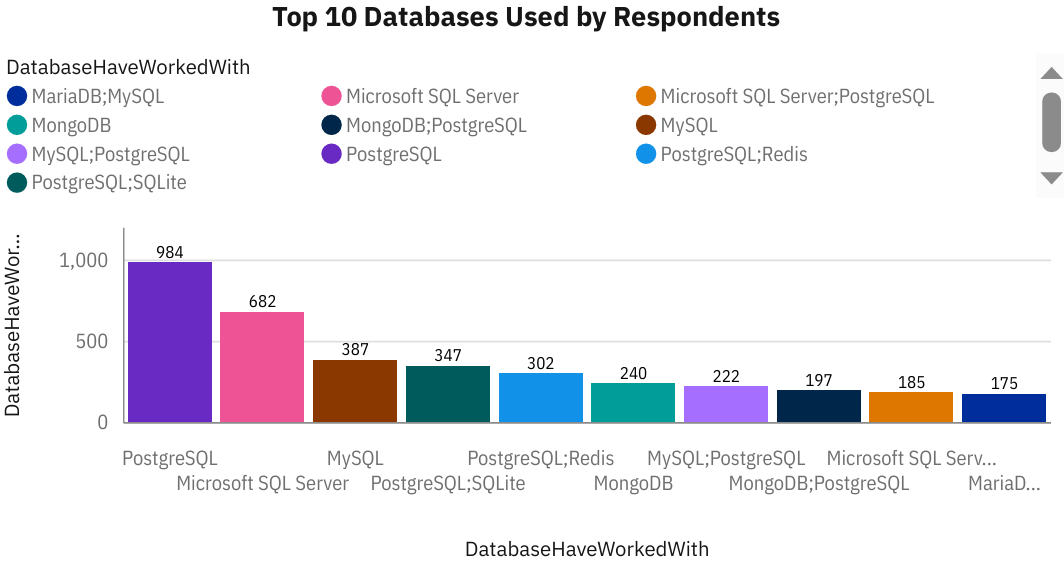 Top 10 Databases Used by Respondents
DatabaseHaveWorkedWith
MariaDB;MySQL
Microsoft SQL Server
Microsoft SQL Server;PostgreSQL
MongoDB
MongoDB;PostgreSQL
MySQL
MySQL;PostgreSQL
PostgreSQL
PostgreSQL;Redis
PostgreSQL;SQLite
DatabaseHaveWor...
1,000
500
0
984
682
387
347
302
240
222
197
185
175
PostgreSQL
Microsoft SQL Server
MySQL
PostgreSQL;SQLite
PostgreSQL;Redis
MongoDB
MySQL;PostgreSQL
MongoDB;PostgreSQL
Microsoft SQL Serv...
MariaD...
DatabaseHaveWorkedWith